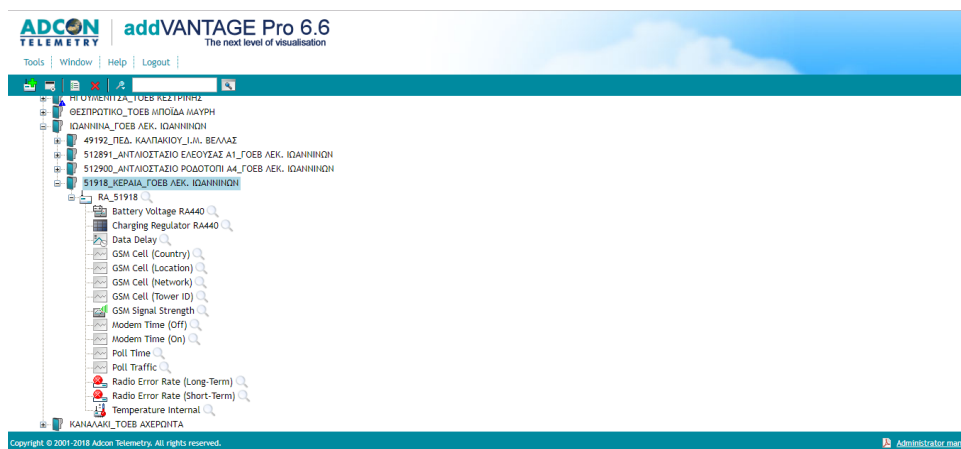 ADCON
TELEMETRY
addVANTAGE Pro 6.6
The next level of visualisation
Tools Window Help Logout
ΗΓΟΥΜΕΝΙΤΣΑ_ΤΟΕΒ ΚΕΣΤΡΙΝΗΣ
ΘΕΣΠΡΩΤΙΚΟ_ΤΟΕΒ ΜΠΟΪΔΑ ΜΑΥΡΗ
ΙΩΑΝΝΙΝΑ_ΓΟΕΒ ΛΕΚ. ΙΩΑΝΝΙΝΩΝ
49192_ΠΕΔ. ΚΑΛΠΑΚΙΟΥ_Ι.Μ. ΒΕΛΛΑΣ
512891_ΑΝΤΛΙΟΣΤΑΣΙΟ ΕΛΕΟΥΣΑΣ Α1_ΓΟΕΒ ΛΕΚ. ΙΩΑΝΝΙΝΩΝ
512900_ΑΝΤΛΙΟΣΤΑΣΙΟ ΡΟΔΟΤΟΠΙ Α4_ΓΟΕΒ ΛΕΚ. ΙΩΑΝΝΙΝΩΝ
51918_ΚΕΡΑΙΑ_ΓΟΕΒ ΛΕΚ. ΙΩΑΝΝΙΝΩΝ
RA_51918
Battery Voltage RA440
Charging Regulator RA440
Data Delay
GSM Cell (Country)
GSM Cell (Location)
GSM Cell (Network)
GSM Cell (Tower ID)
GSM Signal Strength
Modem Time (Off)
Modem Time (On)
Poll Time
Poll Traffic
Radio Error Rate (Long-Term)
Radio Error Rate (Short-Term)
Temperature Internal
ΚΑΝΑΛΑΚΙ_ΤΟΕΒ ΑΧΕΡΩΝΤΑ
Copyright © 2001-2018 Adcon Telemetry. All rights reserved.
Administrator man